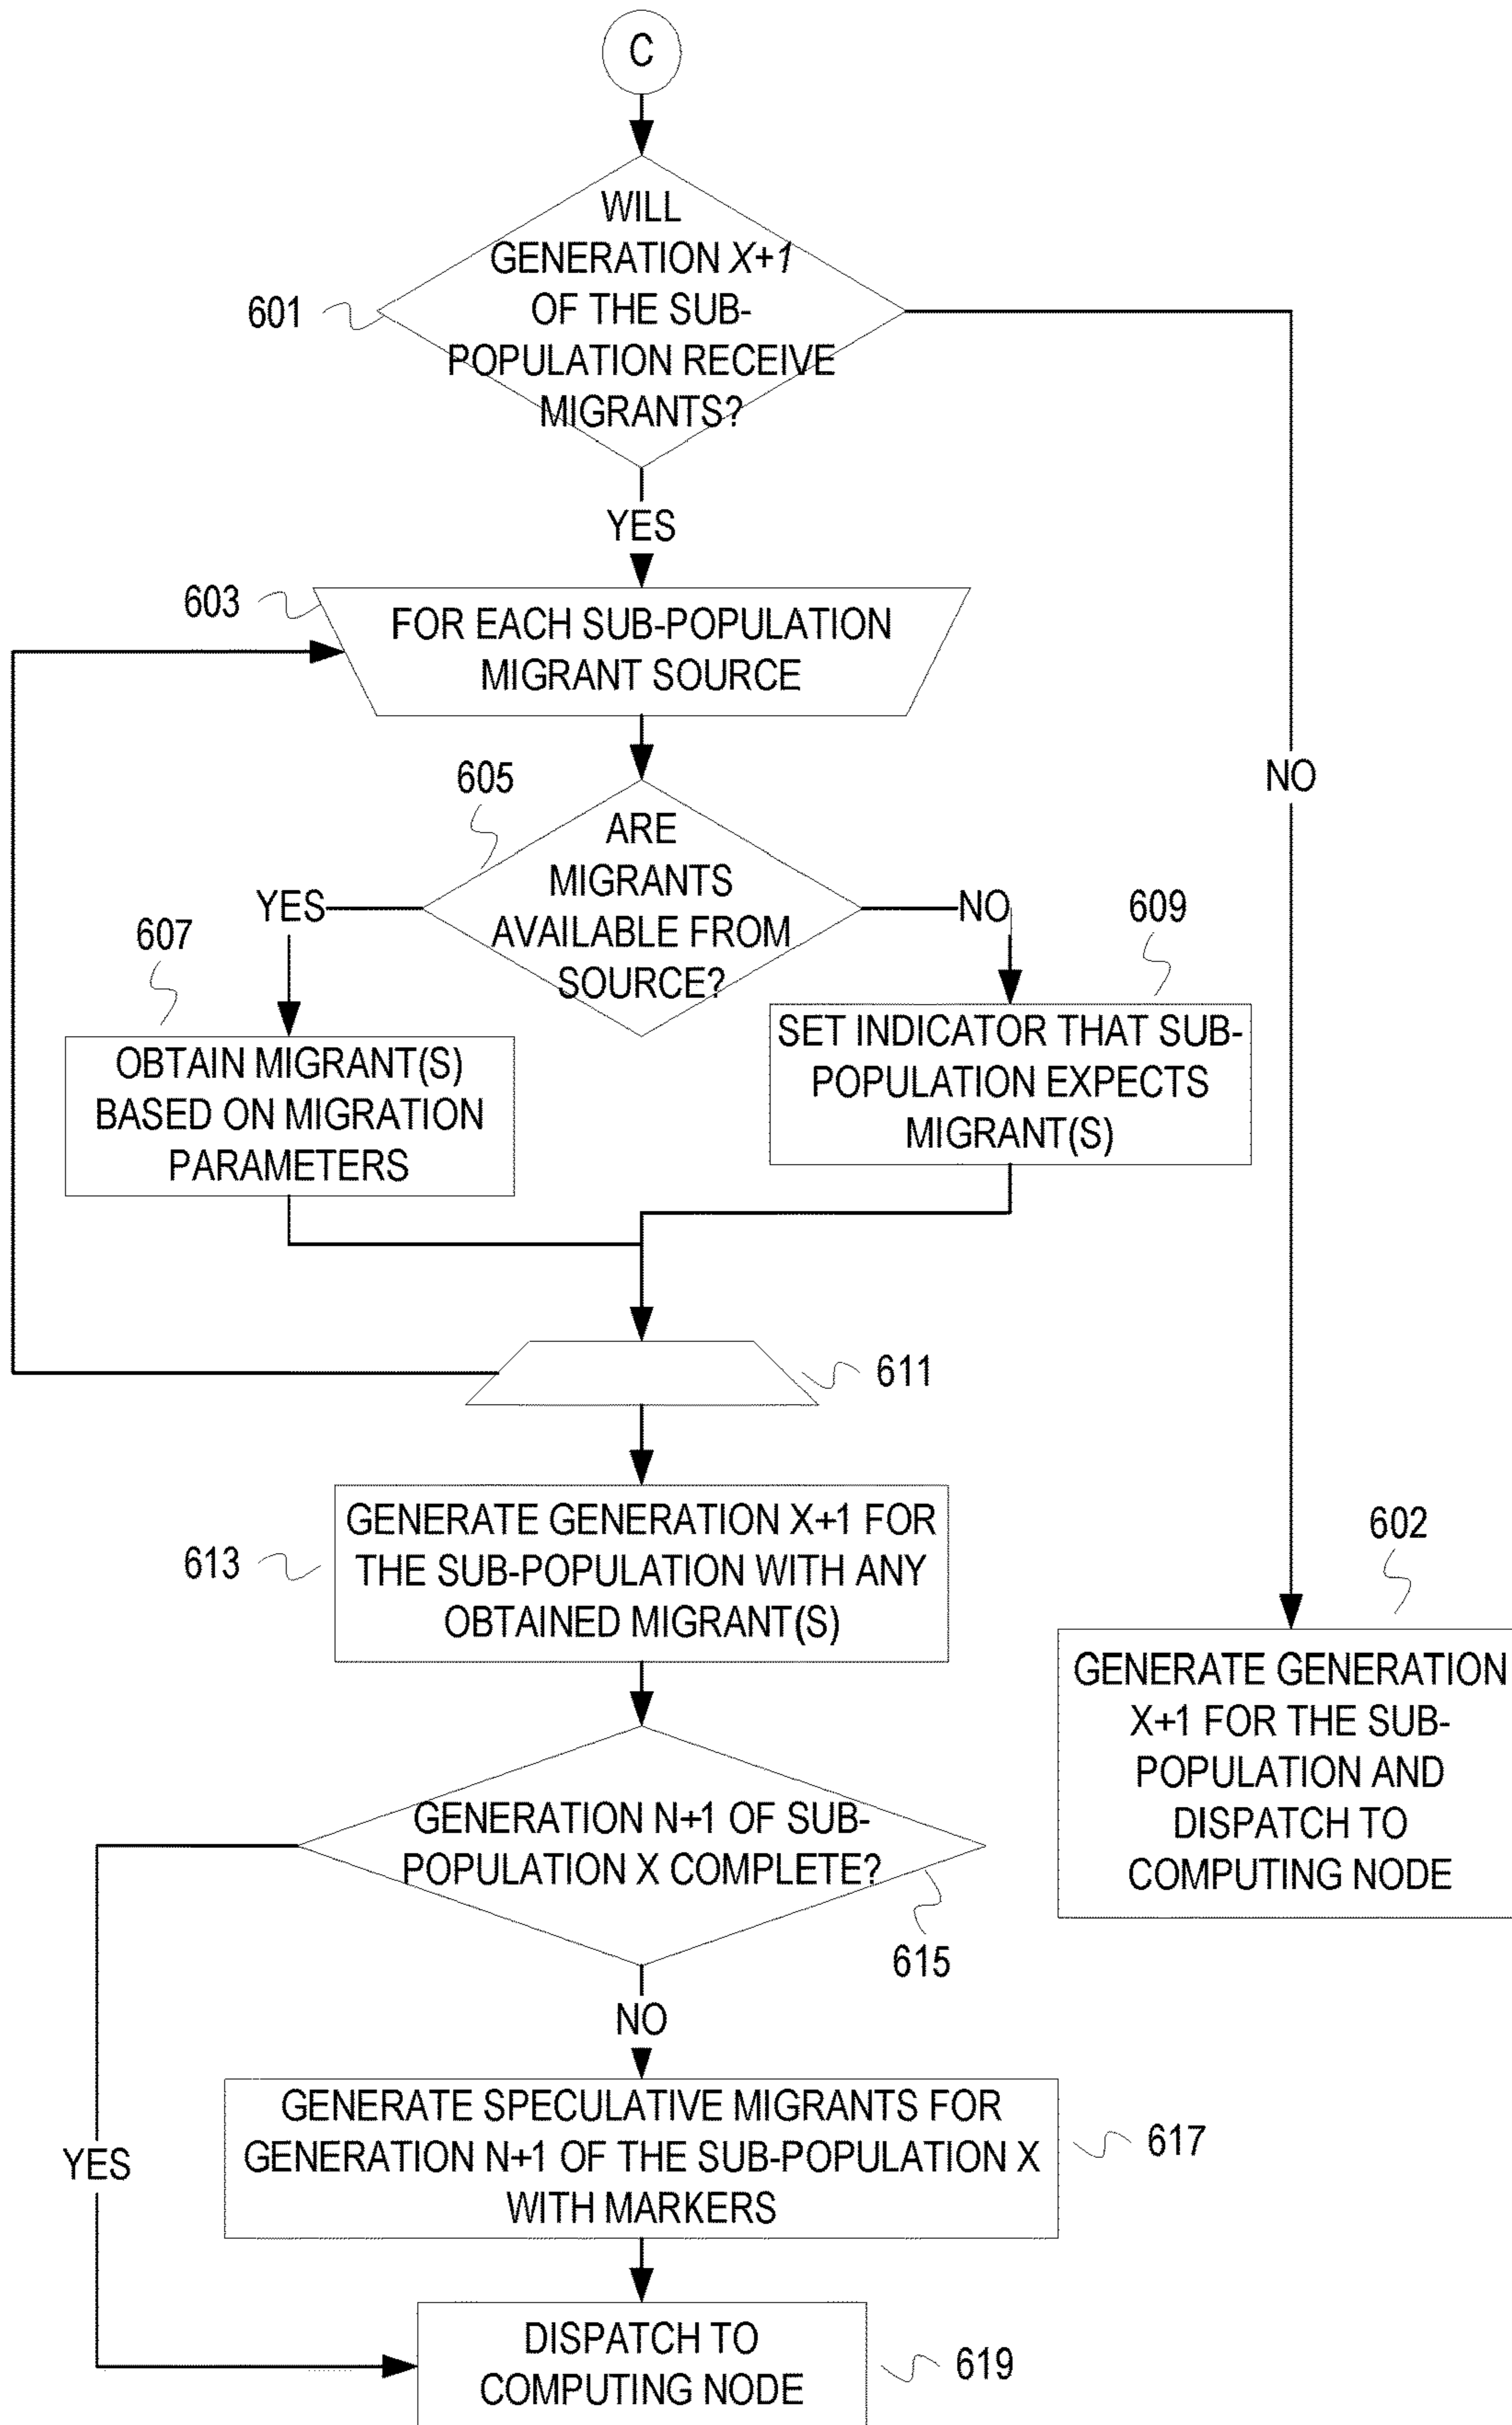 C
WILL
GENERATION X+1
OF THE SUB-
POPULATION RECEIVE
MIGRANTS?
601
YES
603
FOR EACH SUB-POPULATION
MIGRANT SOURCE
605
ARE
MIGRANTS
AVAILABLE FROM
SOURCE?
NO
YES
NO
607
609
OBTAIN MIGRANT(S)
BASED ON MIGRATION
PARAMETERS
SET INDICATOR THAT SUB-
POPULATION EXPECTS
MIGRANT(S)
611
613
GENERATE GENERATION X+1 FOR
THE SUB-POPULATION WITH ANY
OBTAINED MIGRANT(S)
602
GENERATE GENERATION
X+1 FOR THE SUB-
POPULATION AND
DISPATCH TO
COMPUTING NODE
GENERATION N+1 OF SUB-
POPULATION X COMPLETE?
615
NO
YES
GENERATE SPECULATIVE MIGRANTS FOR
GENERATION N+1 OF THE SUB-POPULATION X
WITH MARKERS
617
DISPATCH TO
COMPUTING NODE
619